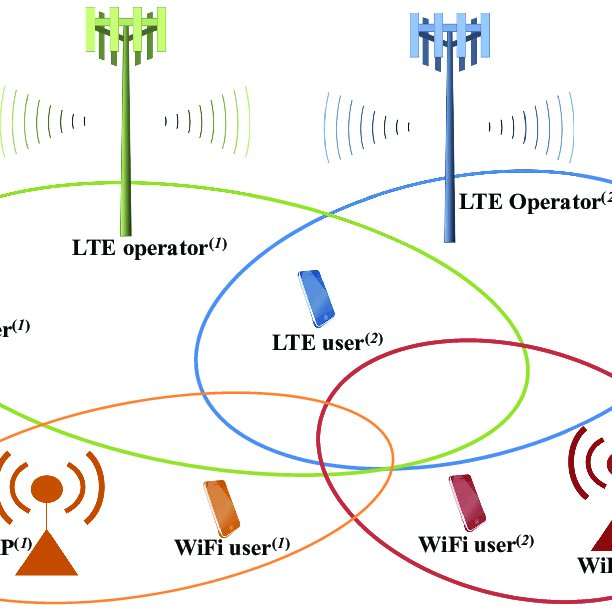 LTE operator(1)
LTE Operator(2
er(1)
LTE user(2)
P(1)
WiFi user(1)
WiFi user(2)
Wi